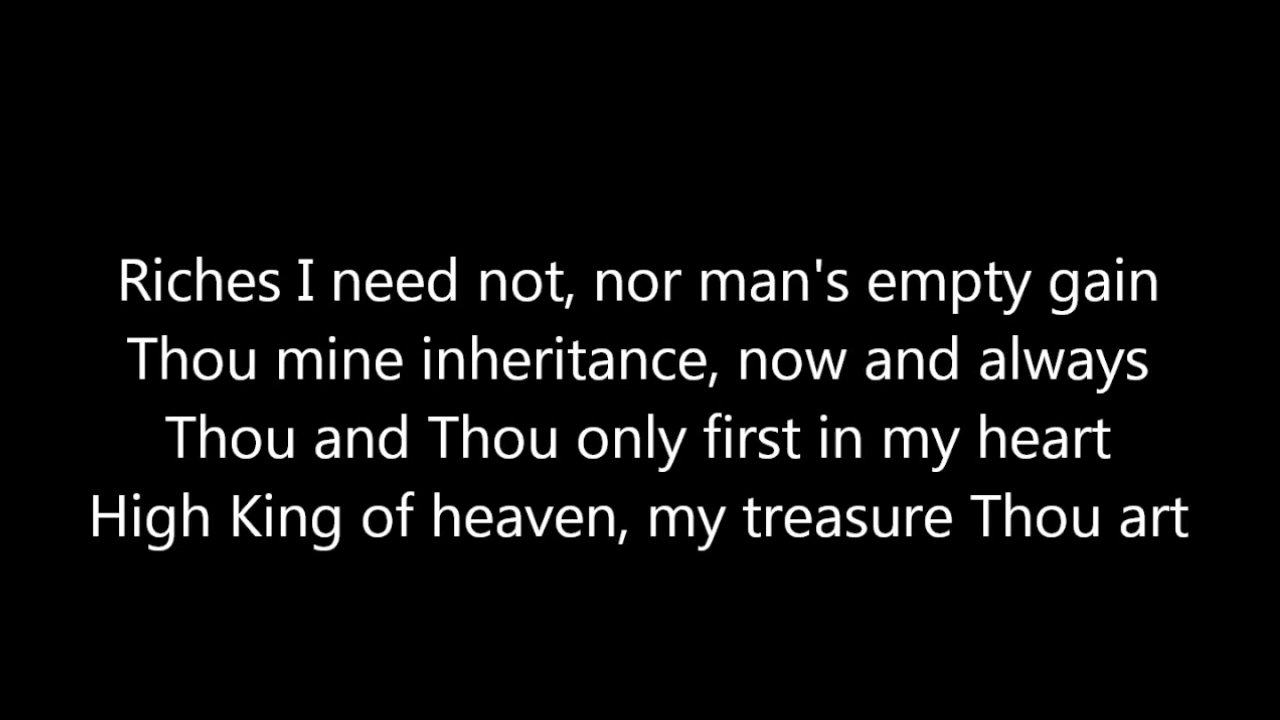 Riches I need not, nor man's empty gain
Thou mine inheritance, now and always
Thou and Thou only first in my heart
High King of heaven, my treasure Thou art